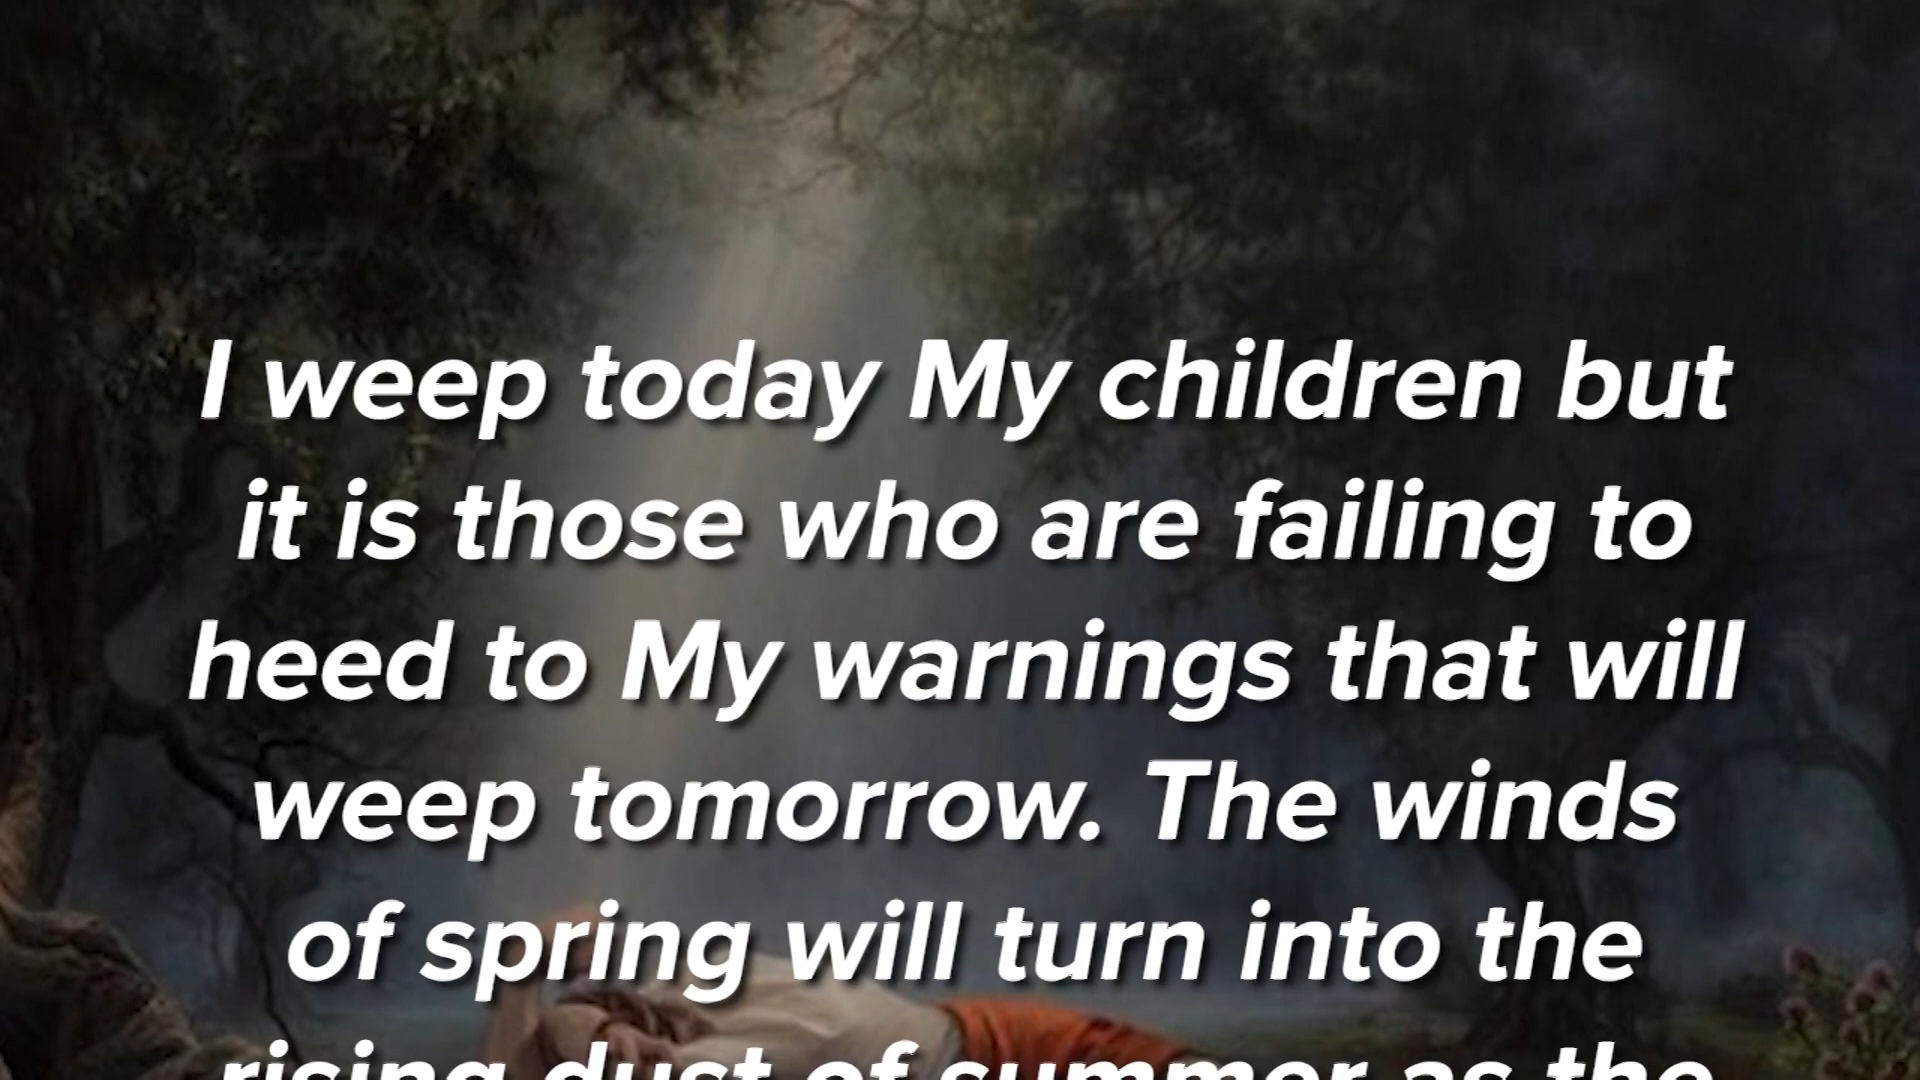 I weep today My children but
it is those who are failing to
heed to My warnings that will
weep tomorrow. The winds
of spring will turn into the
rising dust of summer as the